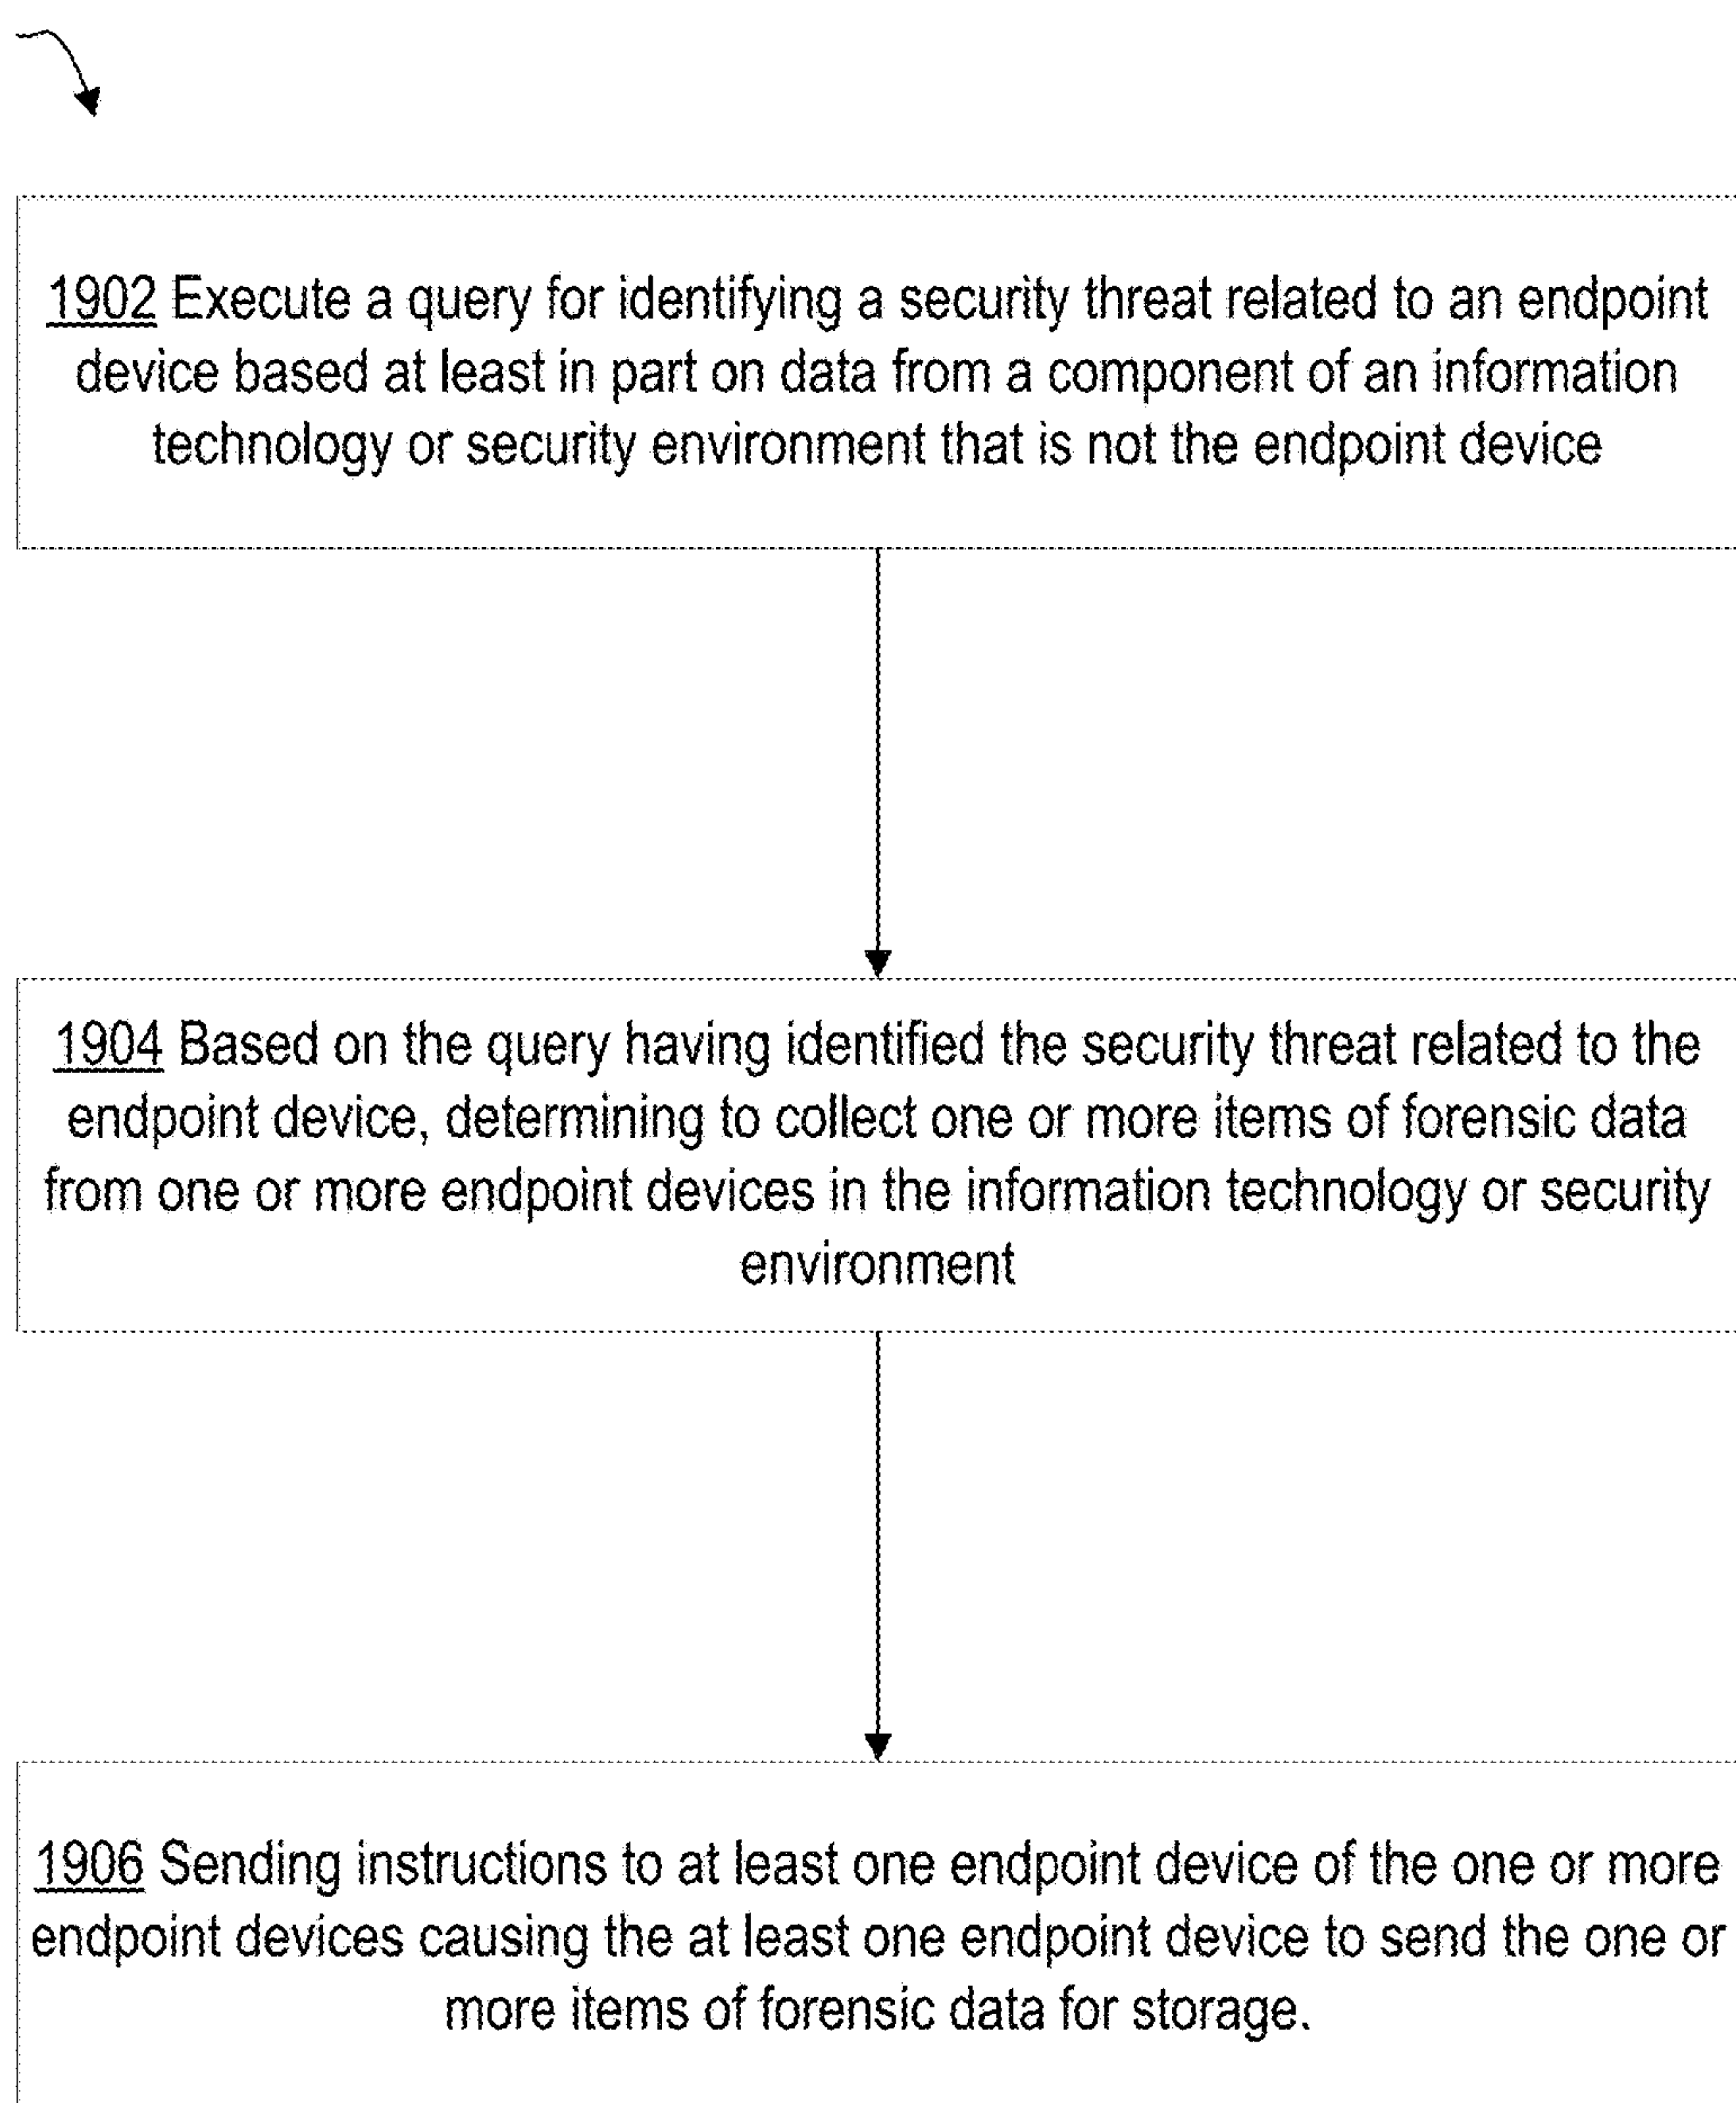 1902 Execute a query for identifying a security threat related to an endpoint
device based at least in part on data from a component of an information
technology or security environment that is not the endpoint device
1904 Based on the query having identified the security threat related to the
endpoint device, determining to collect one or more items of forensic data
from one or more endpoint devices in the information technology or security
environment
1906 Sending instructions to at least one endpoint device of the one or more
endpoint devices causing the at least one endpoint device to send the one or
more items of forensic data for storage.